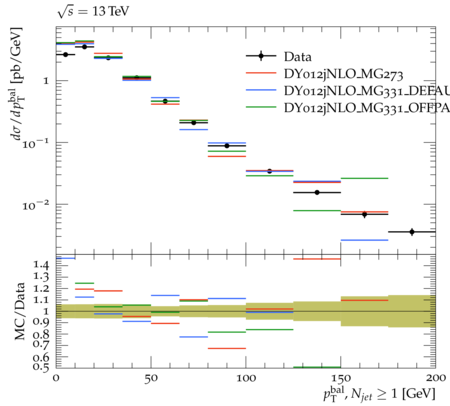 √s = 13 TeV
dσ/dp_T^bal [pb/GeV]
Data
DY012jNLO_MG273
DY012jNLO_MG331_DEFAU
DY012jNLO_MG331_OFFPA
1
10⁻¹
10⁻²
MC/Data
1.4
1.3
1.2
1.1
1
0.9
0.8
0.7
0.6
0.5
0 50 100 150 200
p_T^bal, N_jet ≥ 1 [GeV]